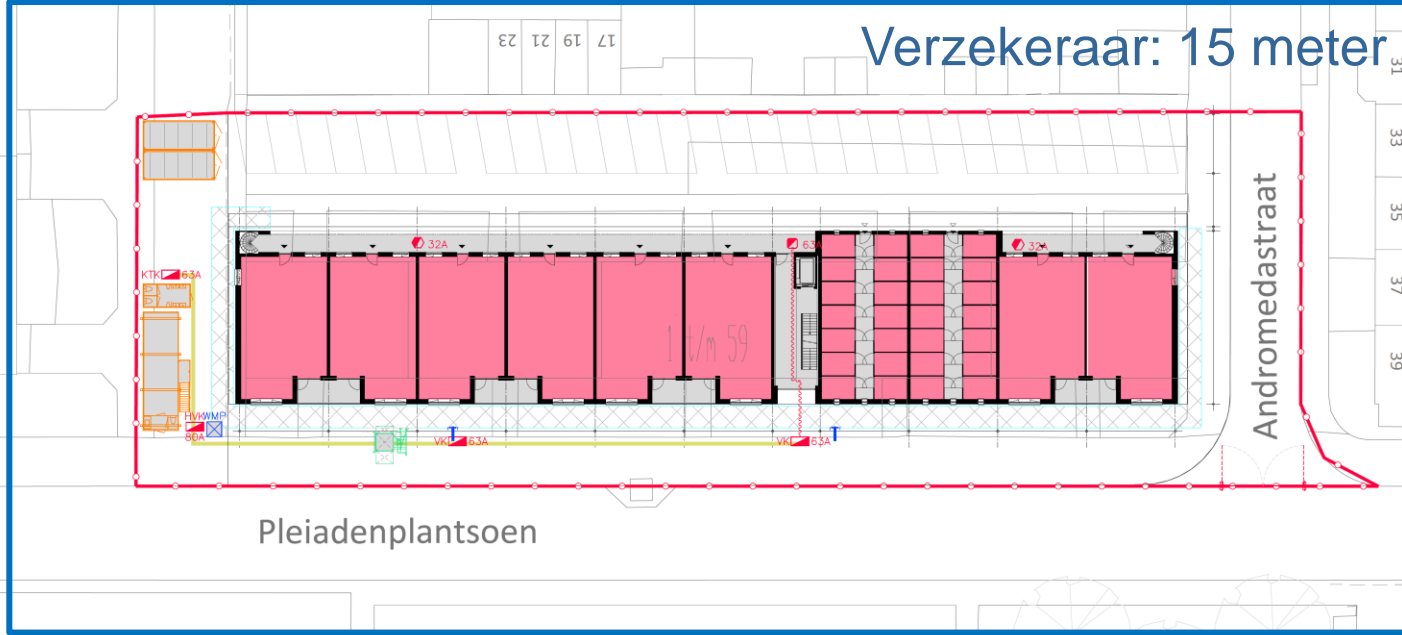 Verzekeraar: 15 meter
23 21 19 17
31
33
35
37
39
32A
63A
32A
KTK 63A
1 t/m 59
HVK WMP
80A
VK 63A
VK 63A
Andromedastraat
Pleiadenplantsoen